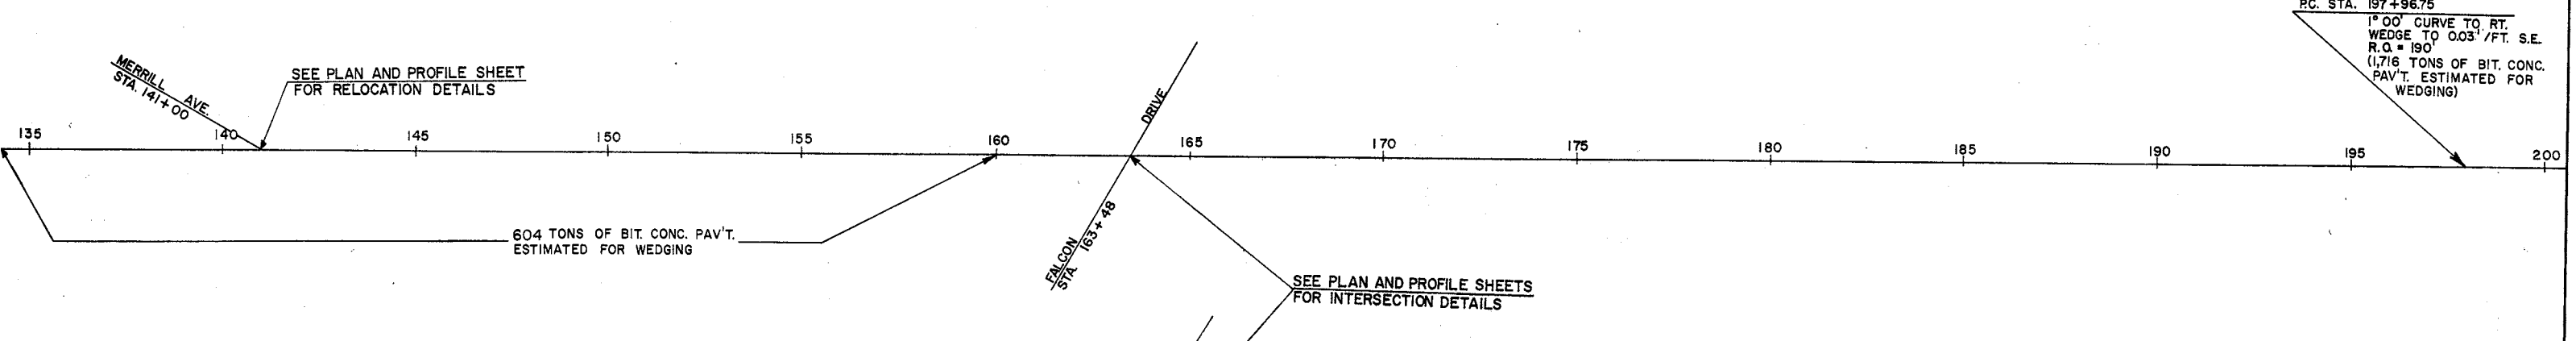 P.C. STA. 197+96.75
1° 00' CURVE TO RT.
WEDGE TO 0.03'/FT. S.E.
R.O. = 190'
(1,716 TONS OF BIT. CONC.
PAV'T. ESTIMATED FOR
WEDGING)
MERRILL AVE.
STA. 141+00
SEE PLAN AND PROFILE SHEET
FOR RELOCATION DETAILS
DRIVE
135 140 145 150 155 160 165 170 175 180 185 190 195 200
604 TONS OF BIT. CONC. PAV'T.
ESTIMATED FOR WEDGING
FALCON
STA. 163+48
SEE PLAN AND PROFILE SHEETS
FOR INTERSECTION DETAILS